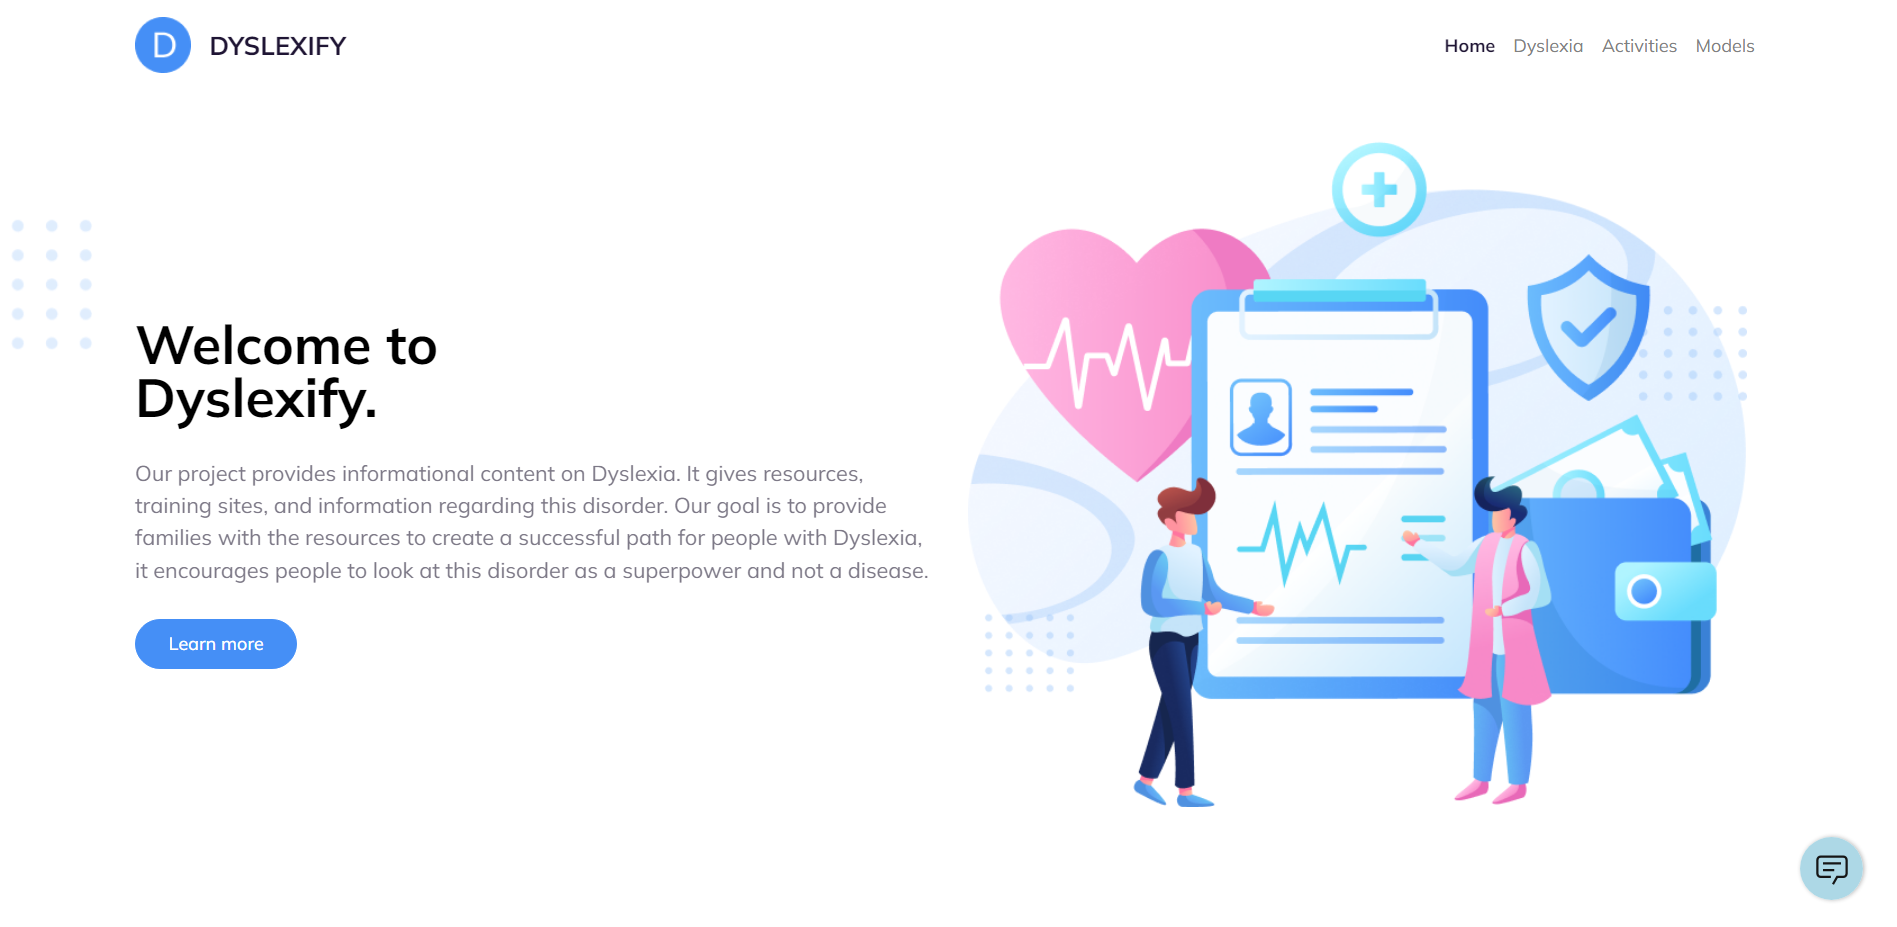 D DYSLEXIFY
Home Dyslexia Activities Models
Welcome to
Dyslexify.
Our project provides informational content on Dyslexia. It gives resources,
training sites, and information regarding this disorder. Our goal is to provide
families with the resources to create a successful path for people with Dyslexia,
it encourages people to look at this disorder as a superpower and not a disease.
Learn more